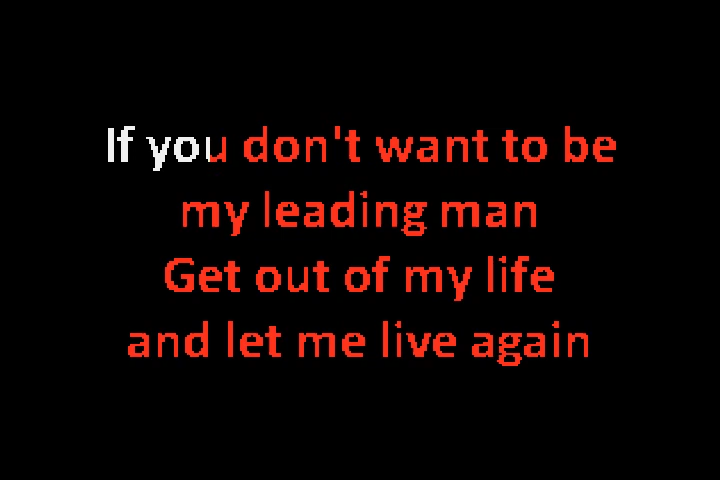 If you don't want to be
my leading man
Get out of my life
and let me live again